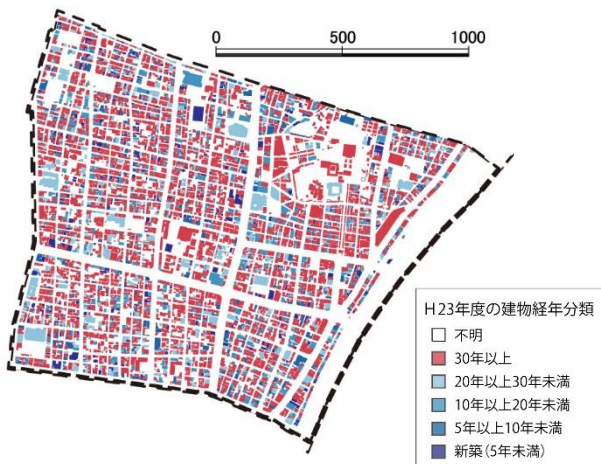 0 500 1000
H23年度の建物経年分類
不明
30年以上
20年以上30年未満
10年以上20年未満
5年以上10年未満
新築(5年未満)